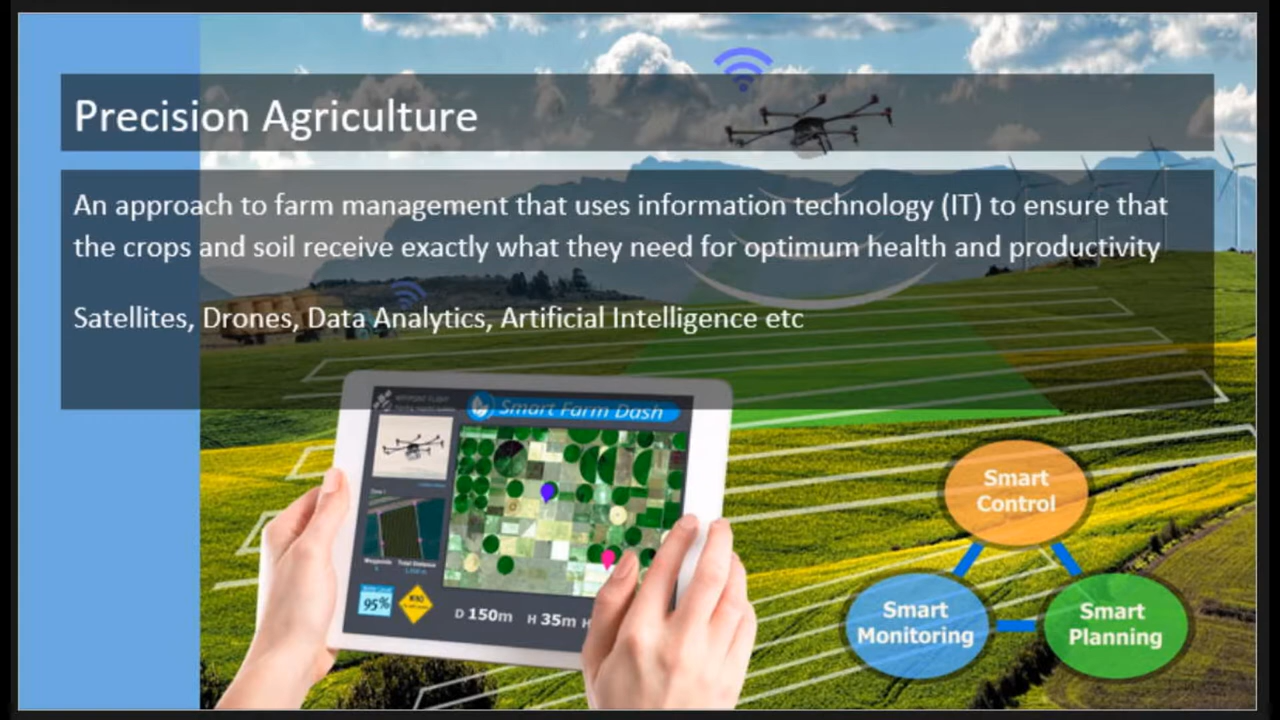 Precision Agriculture
An approach to farm management that uses information technology (IT) to ensure that
the crops and soil receive exactly what they need for optimum health and productivity
Satellites, Drones, Data Analytics, Artificial Intelligence etc
Smart Farm Dash
95%
D 150m H 35m H
Smart
Control
Smart
Monitoring
Smart
Planning